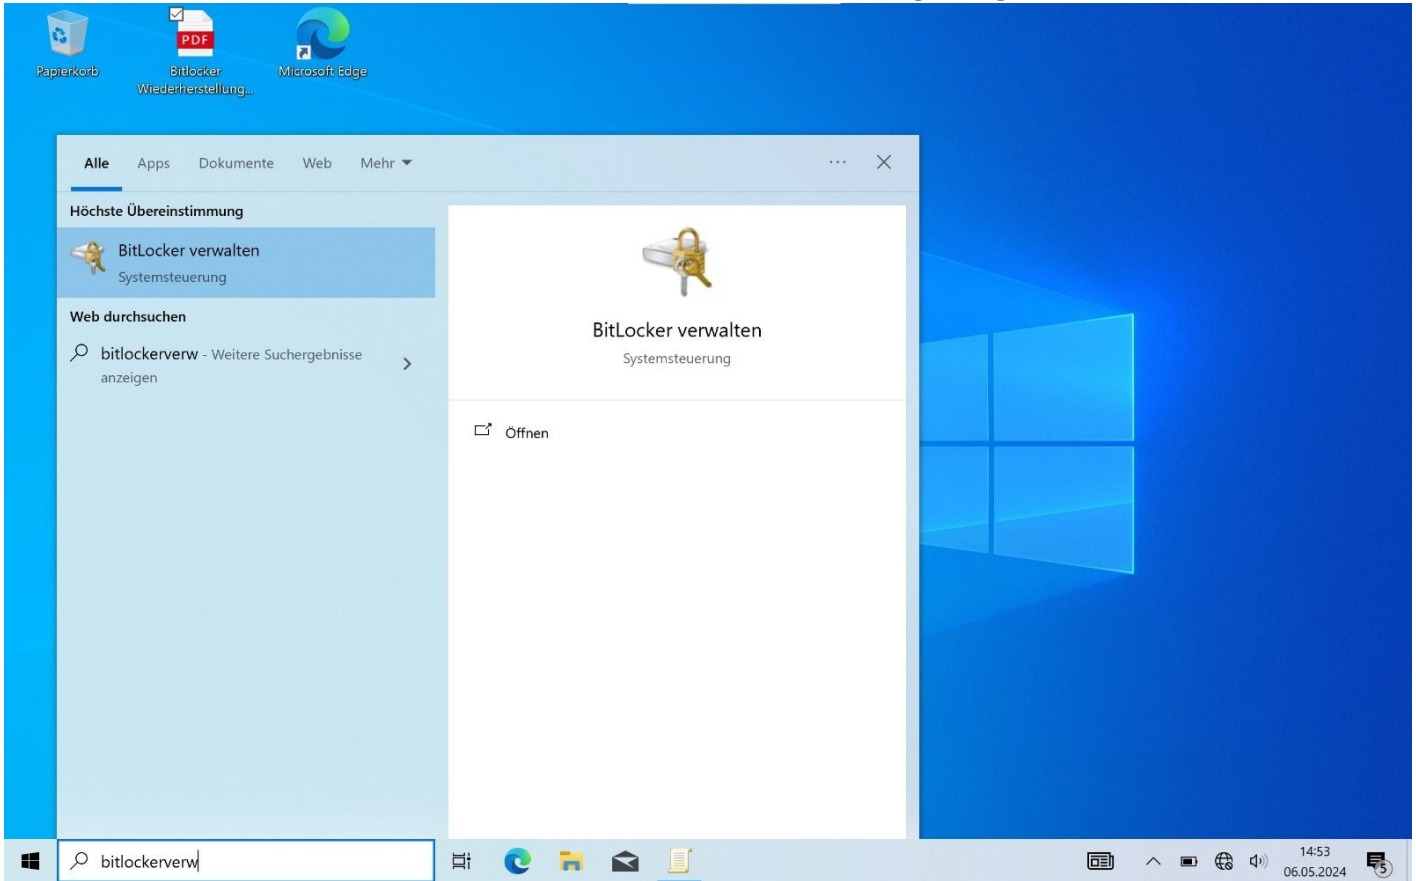 PDF
Papierkorb
Bitlocker
Wiederherstellung...
Microsoft Edge
Alle Apps Dokumente Web Mehr
Höchste Übereinstimmung
BitLocker verwalten
Systemsteuerung
Web durchsuchen
bitlockerverw - Weitere Suchergebnisse
anzeigen
BitLocker verwalten
Systemsteuerung
Öffnen
bitlockerverw
14:53
06.05.2024
5